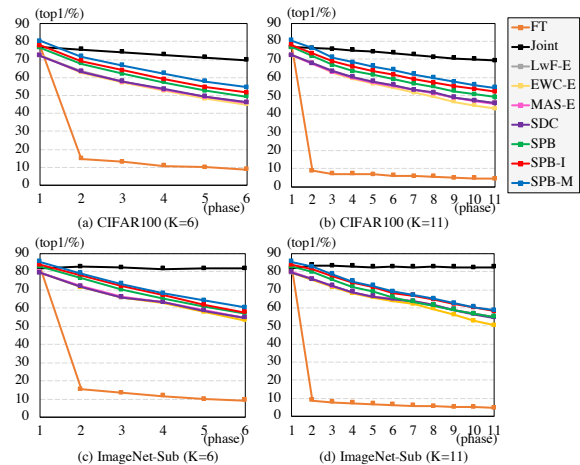 (top1/%)
90
80
70
60
50
40
30
20
10
0
1 2 3 4 5 6
(phase)
(a) CIFAR100 (K=6)
(top1/%)
90
80
70
60
50
40
30
20
10
0
1 2 3 4 5 6 7 8 9 10 11
(phase)
(b) CIFAR100 (K=11)
FT
Joint
LwF-E
EWC-E
MAS-E
SDC
SPB
SPB-I
SPB-M
(top1/%)
90
80
70
60
50
40
30
20
10
0
1 2 3 4 5 6
(phase)
(c) ImageNet-Sub (K=6)
(top1/%)
90
80
70
60
50
40
30
20
10
0
1 2 3 4 5 6 7 8 9 10 11
(phase)
(d) ImageNet-Sub (K=11)